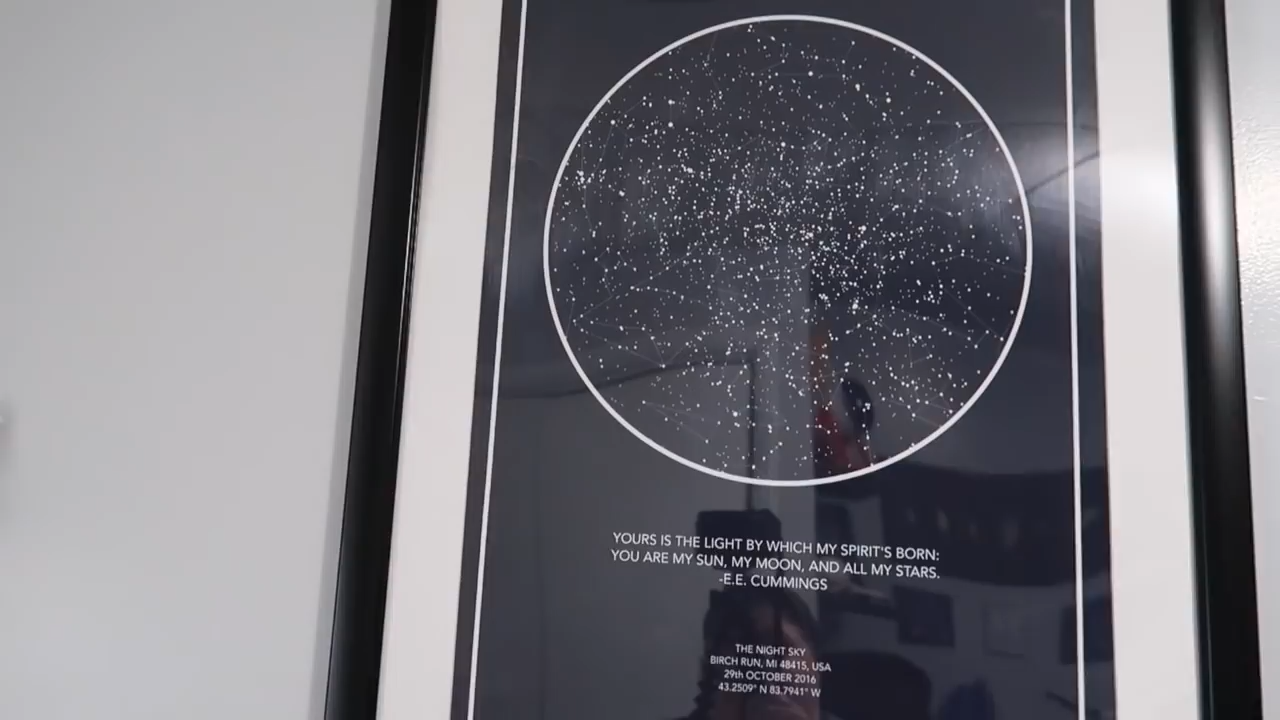 YOURS IS THE LIGHT BY WHICH MY SPIRIT'S BORN:
YOU ARE MY SUN, MY MOON, AND ALL MY STARS.
-E.E. CUMMINGS
THE NIGHT SKY
BIRCH RUN, MI 48415, USA
29th OCTOBER 2016
43.2509° N 83.7941° W